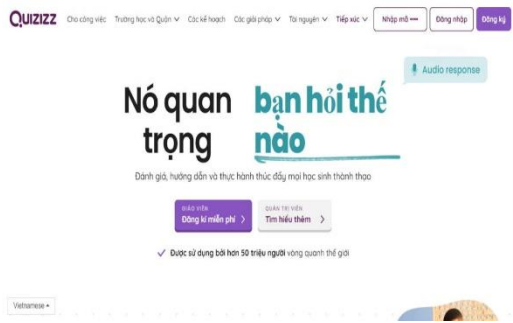 QUIZIZZ Cho công việc Trường học và Quận Các kế hoạch Các giải pháp Tài nguyên Tiếp xúc Nhập mã Đăng nhập Đăng ký
Audio response
Nó quan trọng
bạn hỏi thế nào
Đánh giá, hướng dẫn và thực hành thúc đẩy mọi học sinh thành thạo
GIÁO VIÊN
Đăng kí miễn phí
QUẢN TRỊ VIÊN
Tìm hiểu thêm
Được sử dụng bởi hơn 50 triệu người vòng quanh thế giới
Vietnamese